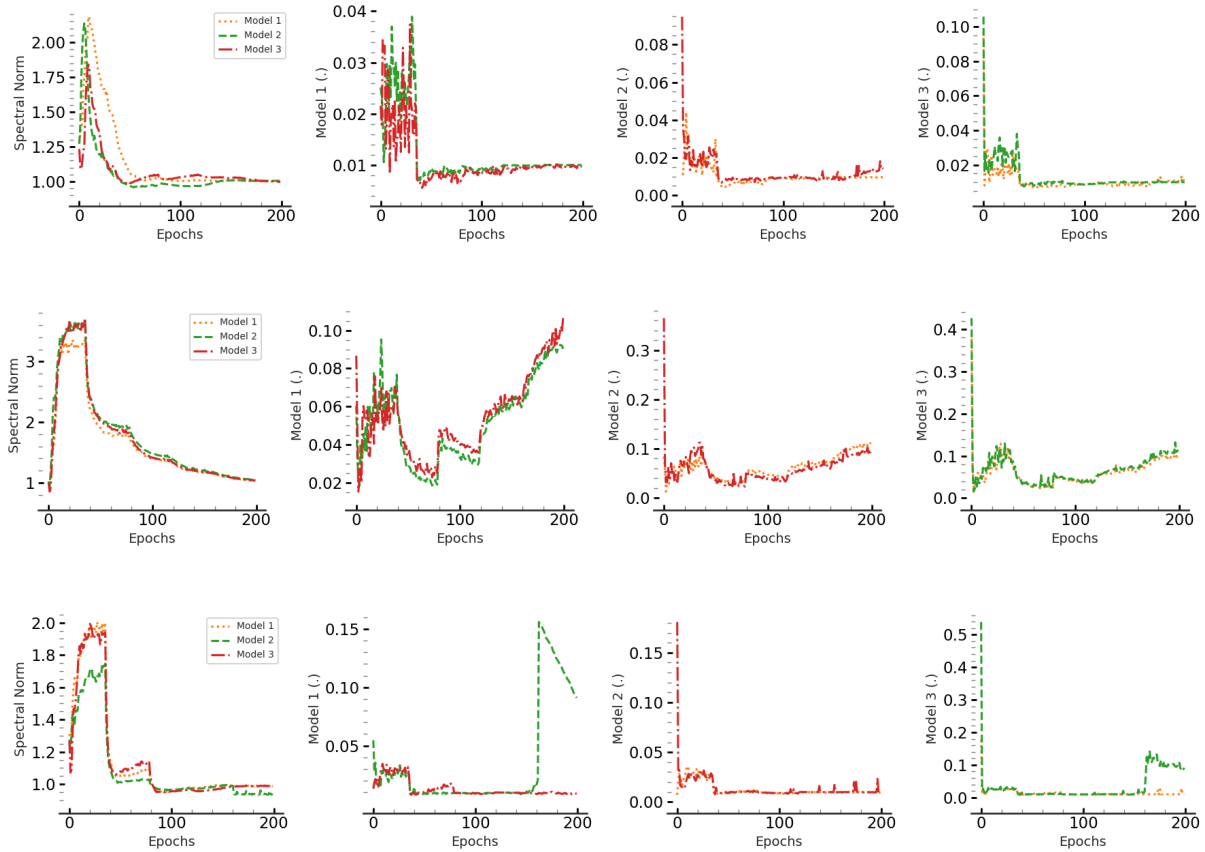 Spectral Norm
2.00
1.75
1.50
1.25
1.00
0
100
200
Epochs
Model 1
Model 2
Model 3
Model 1 (.)
0.04
0.03
0.02
0.01
0
100
200
Epochs
Model 2 (.)
0.08
0.06
0.04
0.02
0.00
0
100
200
Epochs
Model 3 (.)
0.10
0.08
0.06
0.04
0.02
0
100
200
Epochs
Spectral Norm
3
2
1
0
100
200
Epochs
Model 1
Model 2
Model 3
Model 1 (.)
0.10
0.08
0.06
0.04
0.02
0
100
200
Epochs
Model 2 (.)
0.3
0.2
0.1
0.0
0
100
200
Epochs
Model 3 (.)
0.4
0.3
0.2
0.1
0.0
0
100
200
Epochs
Spectral Norm
2.0
1.8
1.6
1.4
1.2
1.0
0
100
200
Epochs
Model 1
Model 2
Model 3
Model 1 (.)
0.15
0.10
0.05
0
100
200
Epochs
Model 2 (.)
0.15
0.10
0.05
0.00
0
100
200
Epochs
Model 3 (.)
0.5
0.4
0.3
0.2
0.1
0.0
0
100
200
Epochs